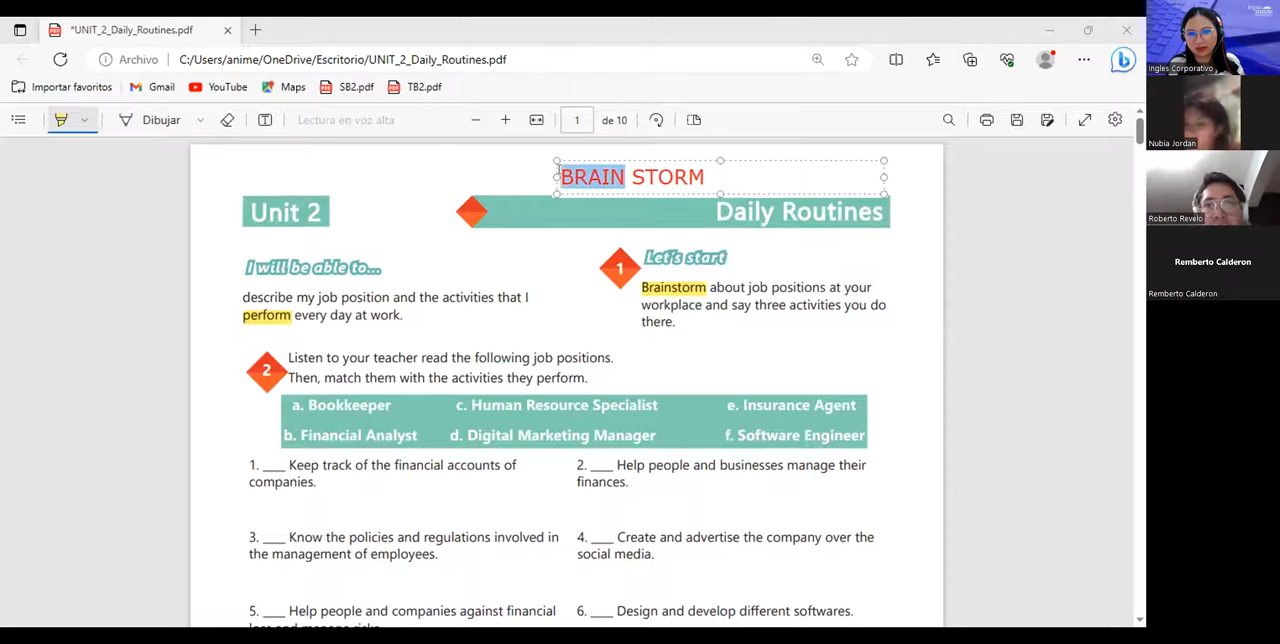 *UNIT_2_Daily_Routines.pdf
Archivo C:/Users/anime/OneDrive/Escritorio/UNIT_2_Daily_Routines.pdf
Importar favoritos Gmail YouTube Maps SB2.pdf TB2.pdf
Dibujar Lectura en voz alta 1 de 10
BRAIN STORM
Unit 2
Daily Routines
I will be able to...
describe my job position and the activities that I
perform every day at work.
1
Let's start
Brainstorm about job positions at your
workplace and say three activities you do
there.
2
Listen to your teacher read the following job positions.
Then, match them with the activities they perform.
a. Bookkeeper c. Human Resource Specialist e. Insurance Agent
b. Financial Analyst d. Digital Marketing Manager f. Software Engineer
1. ___ Keep track of the financial accounts of
companies.
2. ___ Help people and businesses manage their
finances.
3. ___ Know the policies and regulations involved in
the management of employees.
4. ___ Create and advertise the company over the
social media.
5. ___ Help people and companies against financial
6. ___ Design and develop different softwares.
Ingles Corporativo
Nubia Jordan
Roberto Revelo
Remberto Calderon
Remberto Calderon